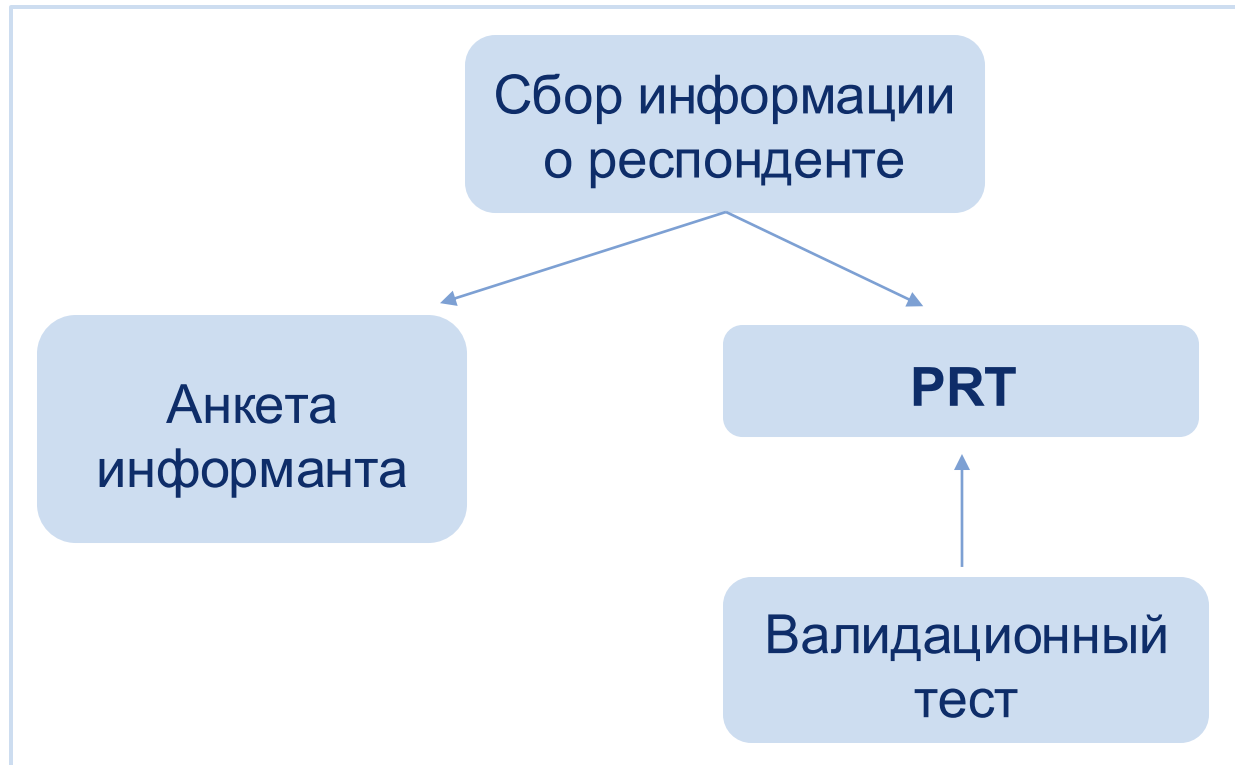 Сбор информации
о респонденте
Анкета
информанта
PRT
Валидационный
тест